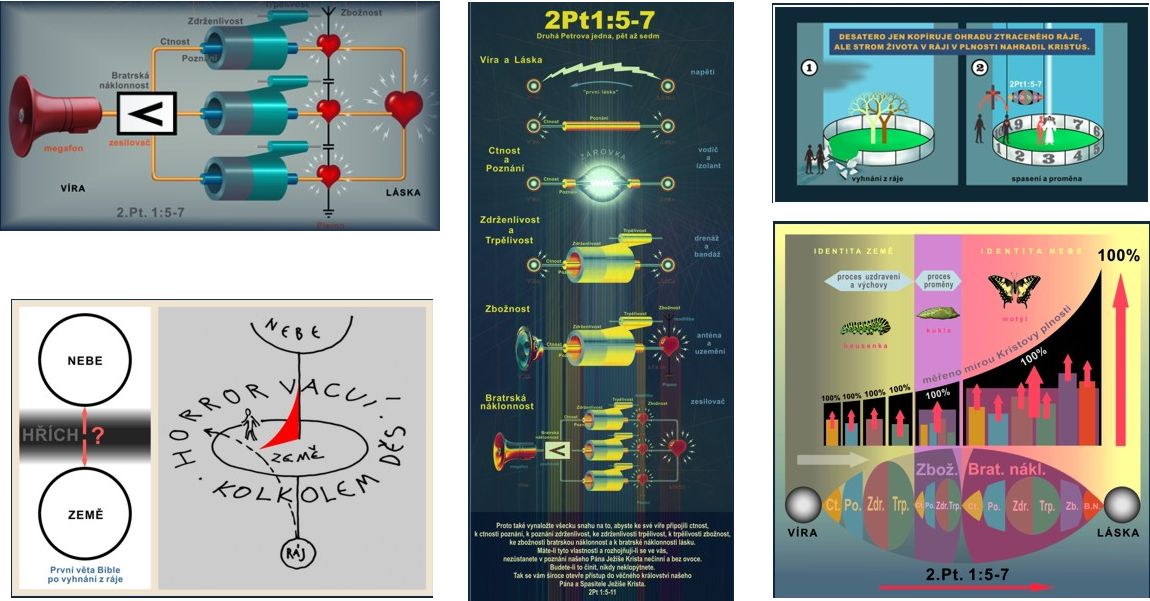 Zdrženlivost
Trpělivost
Zbožnost
Ctnost
Poznání
Bratrská
náklonnost
<
megafon
zesilovač
VÍRA
LÁSKA
2.Pt. 1:5-7
Písmo
NEBE
HŘÍCH ?
ZEMĚ
První věta Bible
po vyhnání z ráje
NEBE
HORROR VACUI!
ZEMĚ
KOLKOLEM DĚS.
RÁJ
2Pt1:5-7
Druhá Petrova jedna, pět až sedm
Víra a Láska
napětí
"první láska"
Ctnost
Poznání
Ctnost
a
Poznání
vodič
a
izolant
ŽÁROVKA
Ctnost
Poznání
Zdrženlivost
a
Trpělivost
drenáž
a
bandáž
Zdrženlivost
Trpělivost
Ctnost
Zbožnost
Zdrženlivost
Trpělivost
Zbožnost
Ctnost
anténa
a
uzemění
Bratrská
náklonnost
zesilovač
Zbožnost
<
Proto také vynaložte všecku snahu na to, abyste ke své víře připojili ctnost,
k ctnosti poznání, k poznání zdrženlivost, ke zdrženlivosti trpělivost, k trpělivosti zbožnost,
ke zbožnosti bratrskou náklonnost a k bratrské náklonnosti lásku.
Máte-li tyto vlastnosti a rozhojňují-li se ve vás,
nezůstanete v poznání našeho Pána Ježíše Krista nečinní a bez ovoce.
Budete-li to činit, nikdy neklopýtnete.
Tak se vám široce otevře přístup do věčného království našeho
Pána a Spasitele Ježíše Krista.
2Pt 1:5-11
DESATERO JEN KOPÍRUJE OHRADU ZTRACENÉHO RÁJE,
ALE STROM ŽIVOTA V RÁJI V PLNOSTI NAHRADIL KRISTUS.
1
2
2Pt1:5-7
9
7
6
1
2
3
4
5
vyhnání z ráje
spasení a proměna
IDENTITA ZEMĚ
IDENTITA NEBE
100%
proces uzdravení
a výchovy
proces
proměny
housenka
kukla
motýl
měřeno mírou Kristovy plnosti
100%
100%
100%
100%
100%
100%
Zbož.
Brat. nákl.
Ct.
Po.
Zdr.
Trp.
Ct.
Po.
Zdr.
Trp.
Ct.
Po.
Zdr.
Trp.
Zb.
B.N.
VÍRA
LÁSKA
2.Pt. 1:5-7